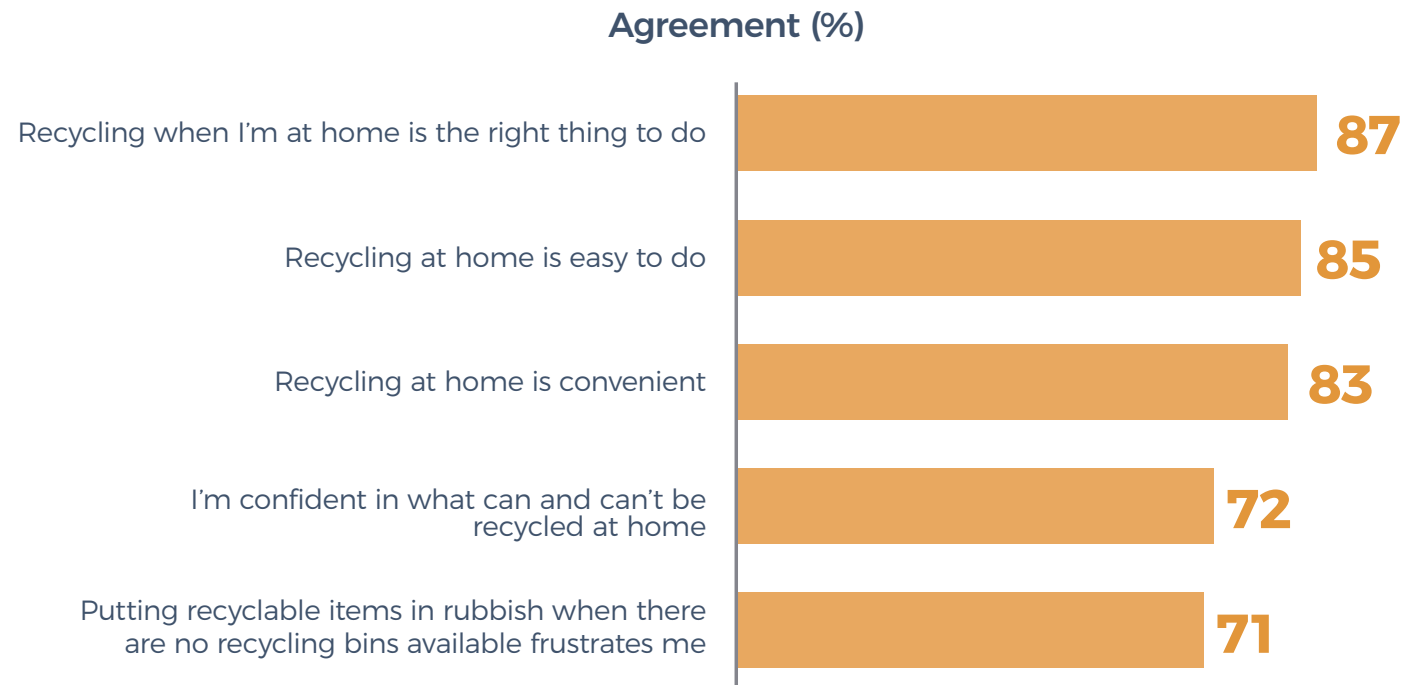 Agreement (%)
Recycling when I’m at home is the right thing to do
87
Recycling at home is easy to do
85
Recycling at home is convenient
83
I’m confident in what can and can’t be
recycled at home
72
Putting recyclable items in rubbish when there
are no recycling bins available frustrates me
71